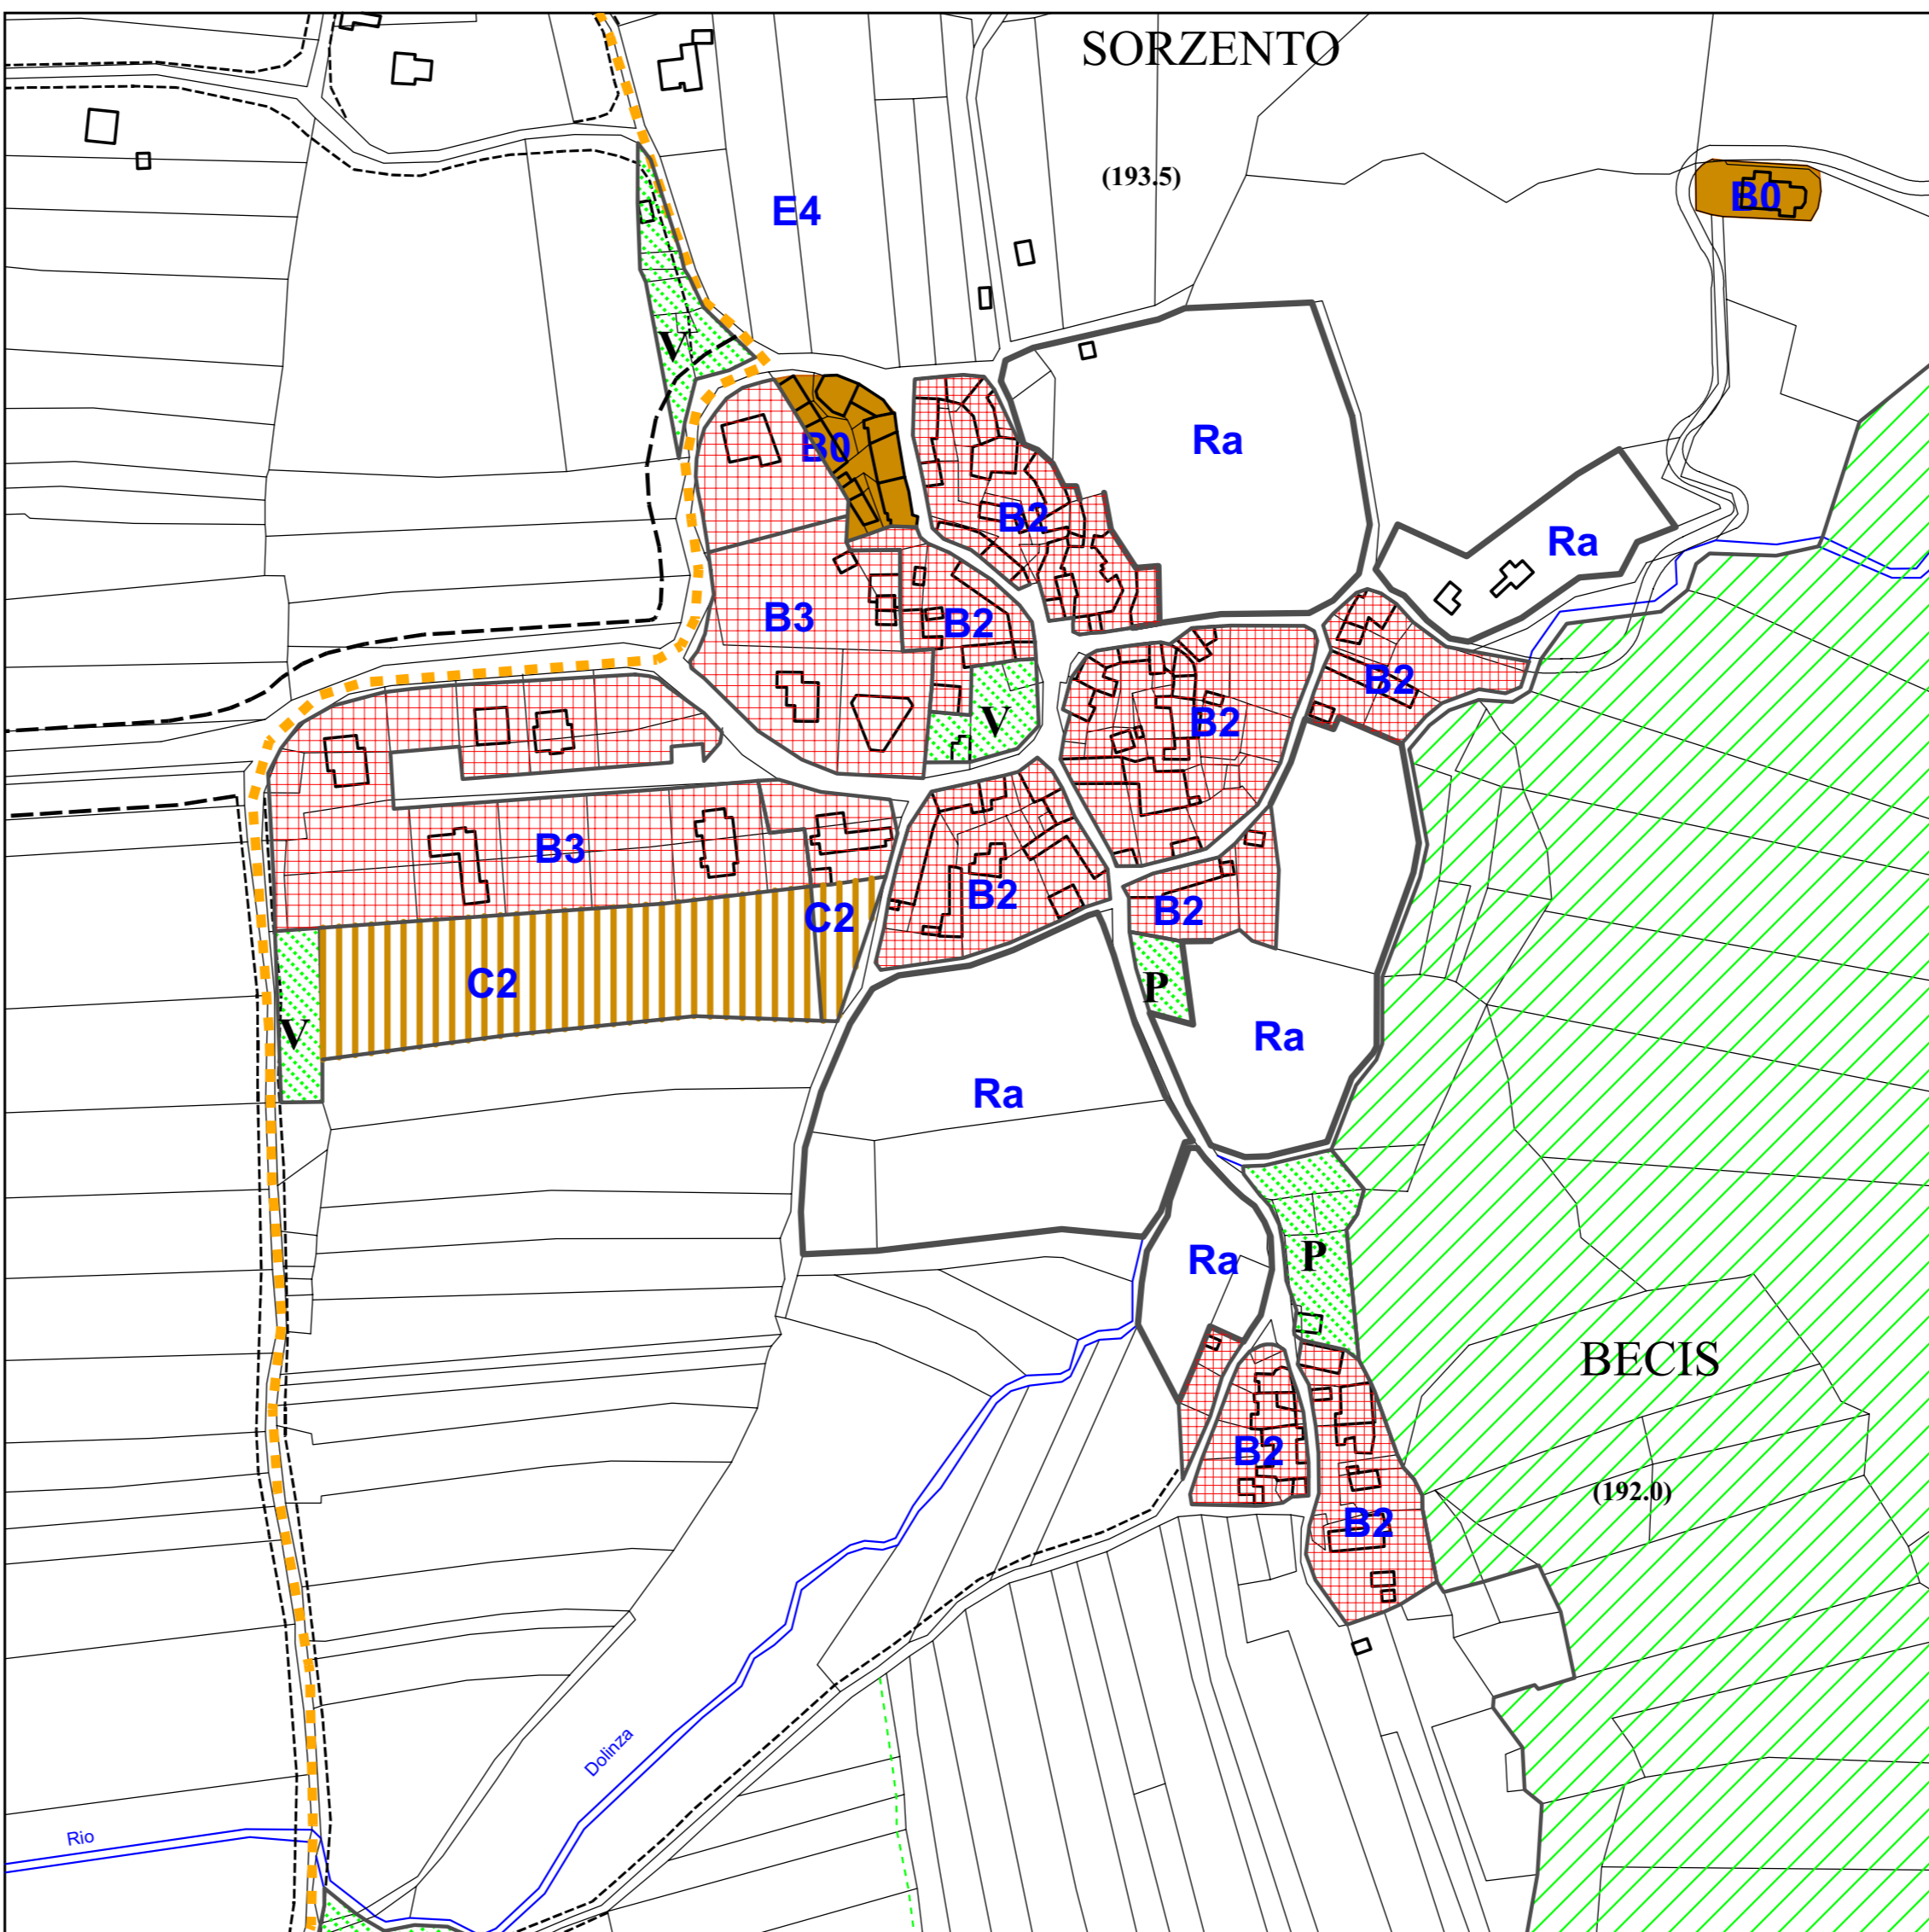 SORZENTO
(193.5)
B0
E4
V
Ra
B0
B2
Ra
B3
B2
B2
V
B2
B3
B2
B2
C2
C2
P
V
Ra
Ra
Ra
P
BECIS
B2
(192.0)
B2
Dolinza
Rio